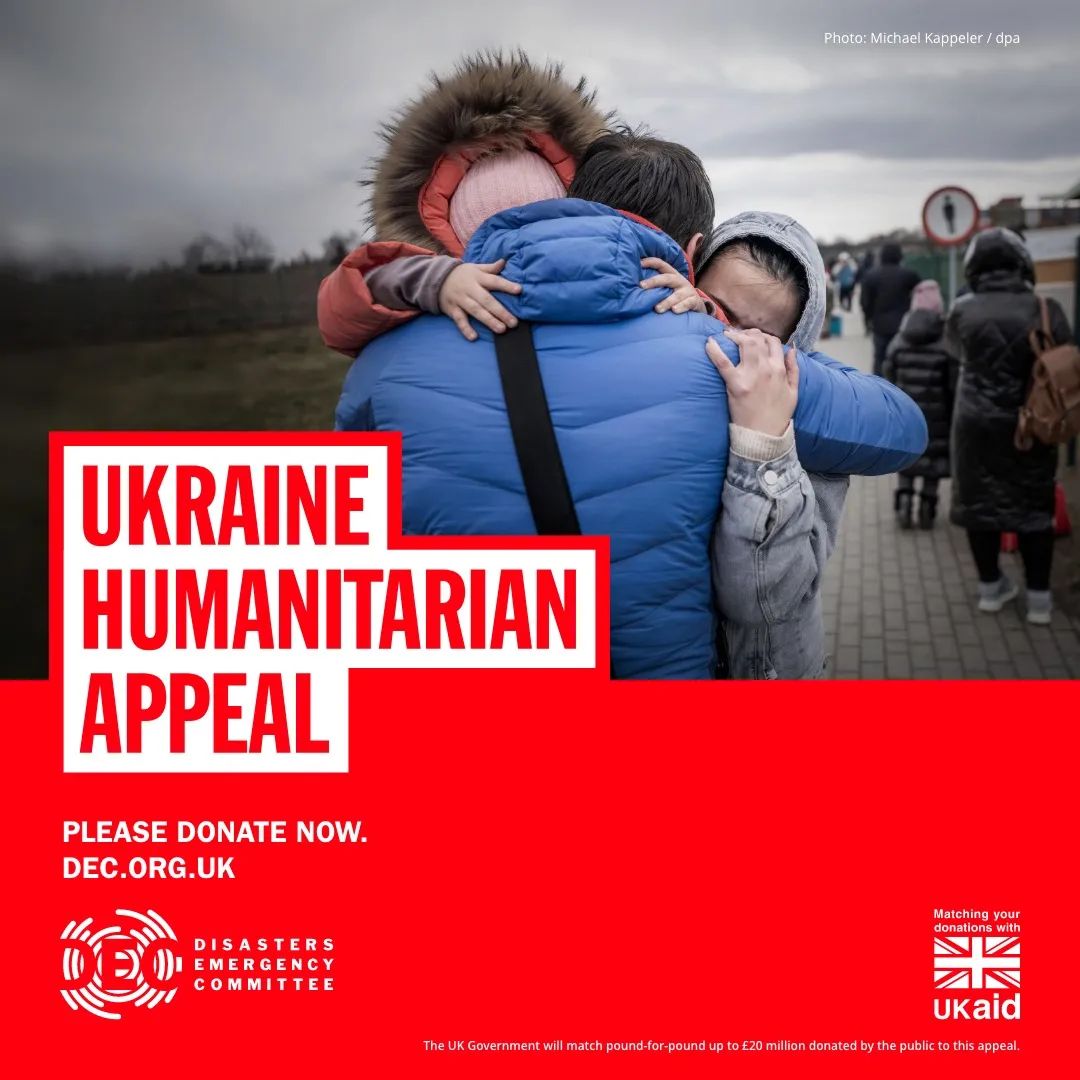 Photo: Michael Kappeler / dpa
UKRAINE
HUMANITARIAN
APPEAL
PLEASE DONATE NOW.
DEC.ORG.UK
DEC
DISASTERS
EMERGENCY
COMMITTEE
Matching your
donations with
UKaid
The UK Government will match pound-for-pound up to £20 million donated by the public to this appeal.